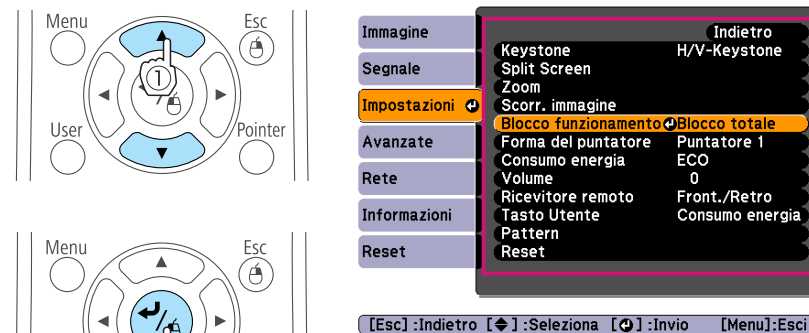 Menu
Esc
1
User
Pointer
Menu
Esc
Immagine
Segnale
Impostazioni
Avanzate
Rete
Informazioni
Reset
Indietro
Keystone H/V-Keystone
Split Screen
Zoom
Scorr. immagine
Blocco funzionamento Blocco totale
Forma del puntatore Puntatore 1
Consumo energia ECO
Volume 0
Ricevitore remoto Front./Retro
Tasto Utente Consumo energia
Pattern
Reset
[Esc] :Indietro [◆] :Seleziona [↵] :Invio [Menu]:Esci